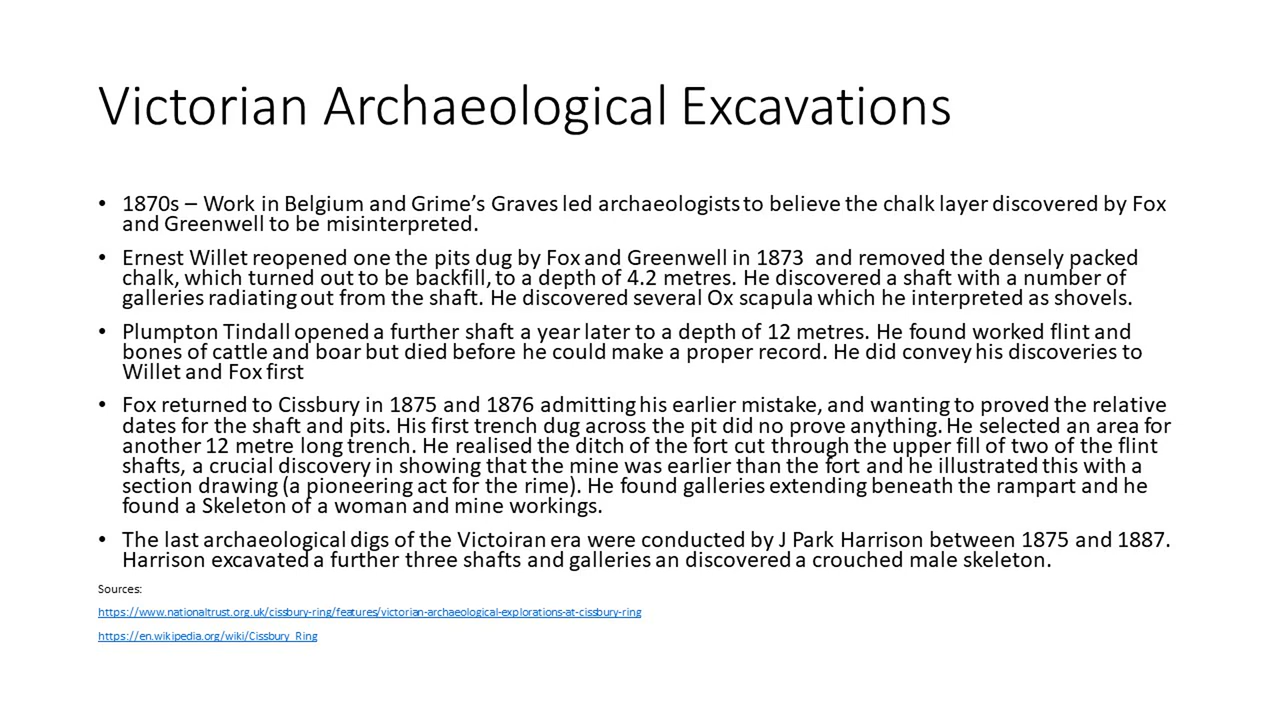 Victorian Archaeological Excavations
• 1870s – Work in Belgium and Grime's Graves led archaeologists to believe the chalk layer discovered by Fox
and Greenwell to be misinterpreted.
• Ernest Willet reopened one the pits dug by Fox and Greenwell in 1873 and removed the densely packed
chalk, which turned out to be backfill, to a depth of 4.2 metres. He discovered a shaft with a number of
galleries radiating out from the shaft. He discovered several Ox scapula which he interpreted as shovels.
• Plumpton Tindall opened a further shaft a year later to a depth of 12 metres. He found worked flint and
bones of cattle and boar but died before he could make a proper record. He did convey his discoveries to
Willet and Fox first
• Fox returned to Cissbury in 1875 and 1876 admitting his earlier mistake, and wanting to proved the relative
dates for the shaft and pits. His first trench dug across the pit did no prove anything. He selected an area for
another 12 metre long trench. He realised the ditch of the fort cut through the upper fill of two of the flint
shafts, a crucial discovery in showing that the mine was earlier than the fort and he illustrated this with a
section drawing (a pioneering act for the rime). He found galleries extending beneath the rampart and he
found a Skeleton of a woman and mine workings.
• The last archaeological digs of the Victoiran era were conducted by J Park Harrison between 1875 and 1887.
Harrison excavated a further three shafts and galleries an discovered a crouched male skeleton.
Sources:
https://www.nationaltrust.org.uk/cissbury-ring/features/victorian-archaeological-explorations-at-cissbury-ring
https://en.wikipedia.org/wiki/Cissbury_Ring